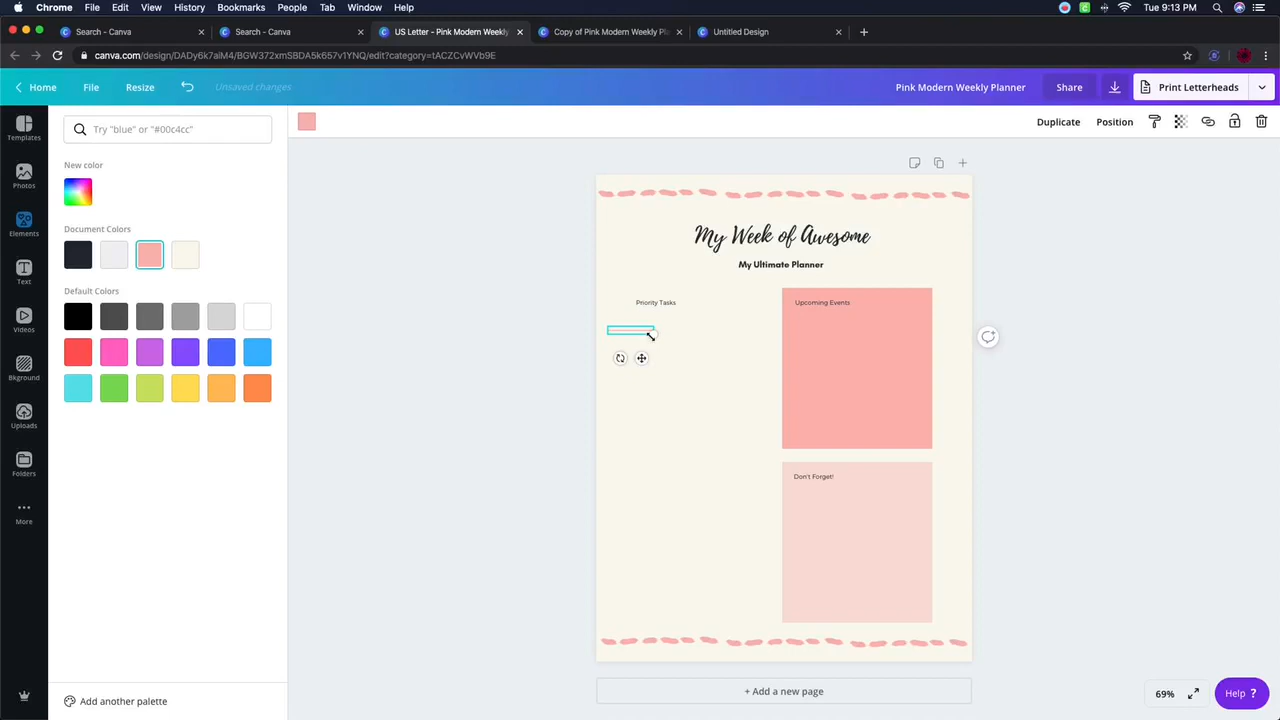 Chrome File Edit View History Bookmarks People Tab Window Help Tue 9:13 PM
Search - Canva Search - Canva US Letter - Pink Modern Weekly Copy of Pink Modern Weekly Pl Untitled Design
canva.com/design/DADy6k7alM4/BGW372xmSBDA5k657v1YNQ/edit?category=tACZCvWVb9E
Home File Resize Unsaved changes Pink Modern Weekly Planner Share Print Letterheads
Try "blue" or "#00c4cc"
Duplicate Position
Templates
Photos
Elements
Text
Videos
Bkground
Uploads
Folders
More
New color
Document Colors
Default Colors
Add another palette
My Week of Awesome
My Ultimate Planner
Priority Tasks
Upcoming Events
Don't Forget!
+ Add a new page
69%
Help ?